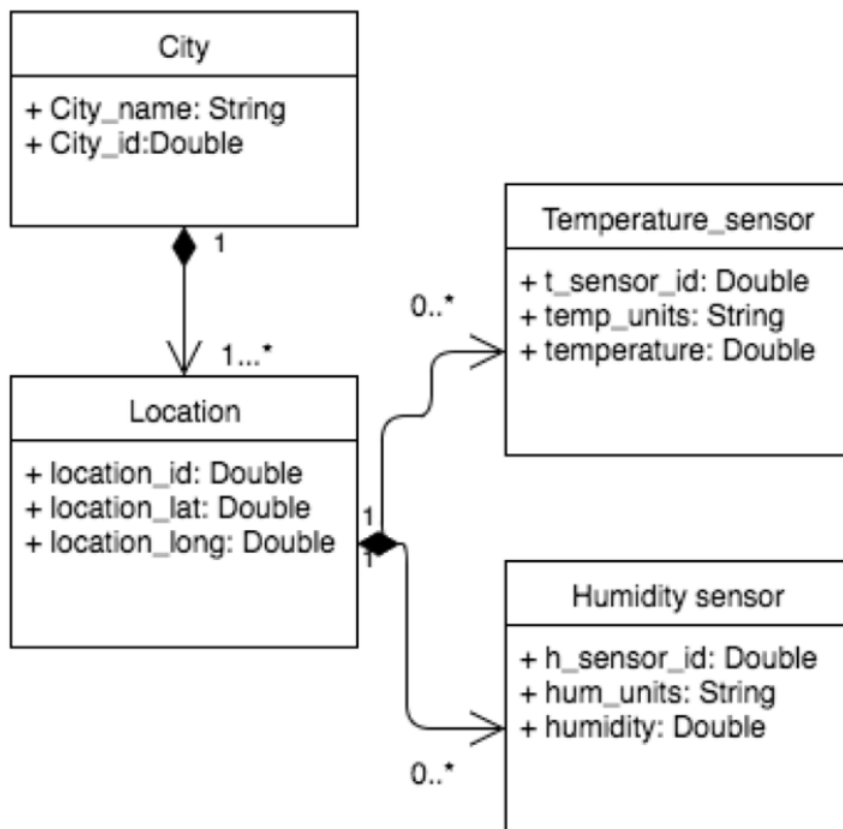 City
+ City_name: String
+ City_id:Double
1
1...*
Location
+ location_id: Double
+ location_lat: Double
+ location_long: Double
1
1
0..*
Temperature_sensor
+ t_sensor_id: Double
+ temp_units: String
+ temperature: Double
Humidity sensor
+ h_sensor_id: Double
+ hum_units: String
+ humidity: Double
0..*